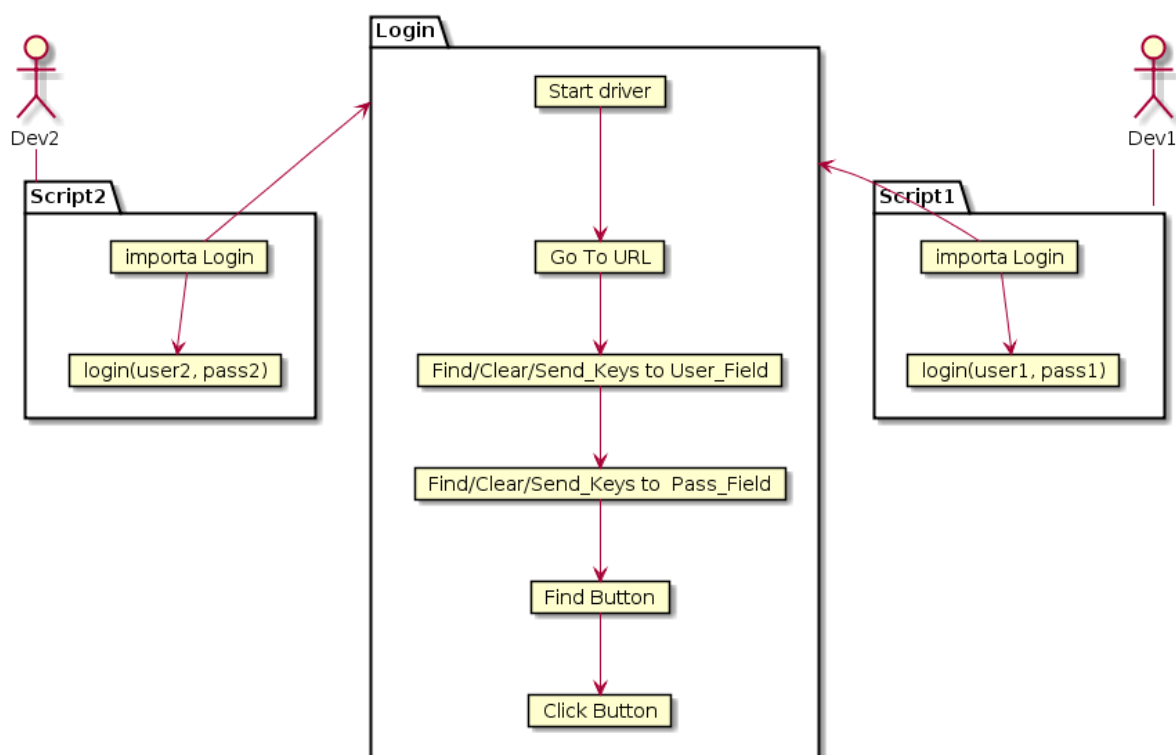 Login
Start driver
Dev2
Dev1
Script2
Script1
importa Login
Go To URL
importa Login
login(user2, pass2)
Find/Clear/Send_Keys to User_Field
login(user1, pass1)
Find/Clear/Send_Keys to  Pass_Field
Find Button
Click Button